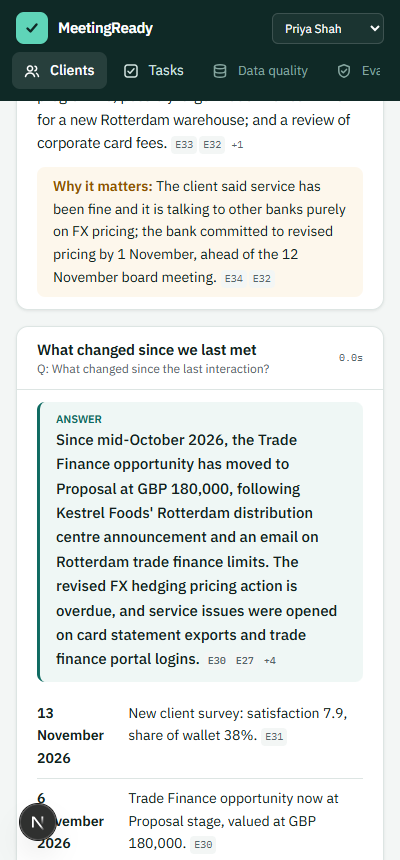 MeetingReady
Priya Shah
Clients
Tasks
Data quality
for a new Rotterdam warehouse; and a review of
corporate card fees. E33 E32 +1
Why it matters: The client said service has
been fine and it is talking to other banks purely
on FX pricing; the bank committed to revised
pricing by 1 November, ahead of the 12
November board meeting. E34 E32
What changed since we last met
Q: What changed since the last interaction?
0.0s
ANSWER
Since mid-October 2026, the Trade
Finance opportunity has moved to
Proposal at GBP 180,000, following
Kestrel Foods' Rotterdam distribution
centre announcement and an email on
Rotterdam trade finance limits. The
revised FX hedging pricing action is
overdue, and service issues were opened
on card statement exports and trade
finance portal logins. E30 E27 +4
13
November
2026
New client survey: satisfaction 7.9,
share of wallet 38%. E31
6
2026
Trade Finance opportunity now at
Proposal stage, valued at GBP
180,000. E30
N